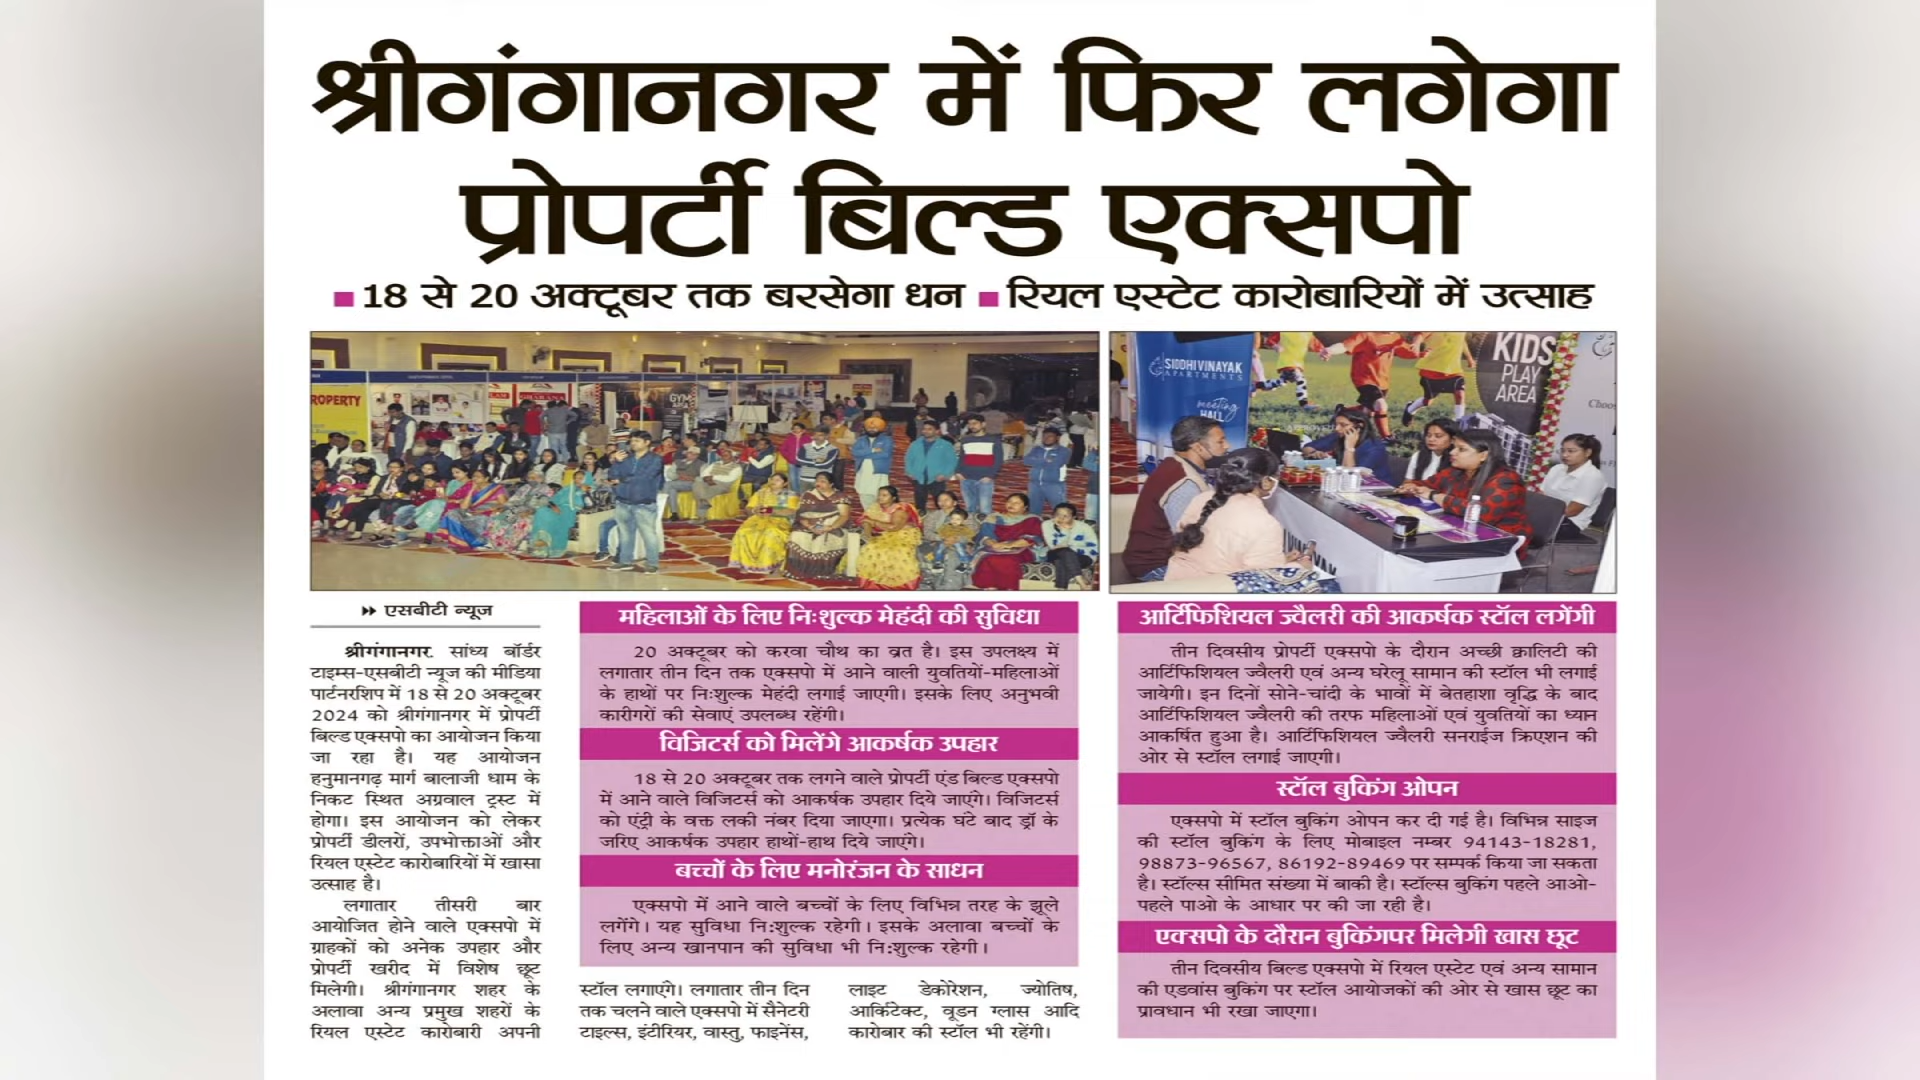 श्रीगंगानगर में फिर लगेगा
प्रोपर्टी बिल्ड एक्सपो
18 से 20 अक्टूबर तक बरसेगा धन
रियल एस्टेट कारोबारियों में उत्साह
ROPERTY
GHARANA
GYM
SIDDHIVINAYAK
APARTMENTS
meeting
HALL
KIDS
PLAY
AREA
एसबीटी न्यूज
श्रीगंगानगर. सांध्य बॉर्डर
टाइम्स-एसबीटी न्यूज की मीडिया
पार्टनरशिप में 18 से 20 अक्टूबर
2024 को श्रीगंगानगर में प्रोपर्टी
बिल्ड एक्सपो का आयोजन किया
जा रहा है। यह आयोजन
हनुमानगढ़ मार्ग बालाजी धाम के
निकट स्थित अग्रवाल ट्रस्ट में
होगा। इस आयोजन को लेकर
प्रोपर्टी डीलरों, उपभोक्ताओं और
रियल एस्टेट कारोबारियों में खासा
उत्साह है।
लगातार तीसरी बार
आयोजित होने वाले एक्सपो में
ग्राहकों को अनेक उपहार और
प्रोपर्टी खरीद में विशेष छूट
मिलेगी। श्रीगंगानगर शहर के
अलावा अन्य प्रमुख शहरों के
रियल एस्टेट कारोबारी अपनी
महिलाओं के लिए निःशुल्क मेहंदी की सुविधा
20 अक्टूबर को करवा चौथ का व्रत है। इस उपलक्ष्य में
लगातार तीन दिन तक एक्सपो में आने वाली युवतियों-महिलाओं
के हाथों पर निःशुल्क मेहंदी लगाई जाएगी। इसके लिए अनुभवी
कारीगरों की सेवाएं उपलब्ध रहेंगी।
विजिटर्स को मिलेंगे आकर्षक उपहार
18 से 20 अक्टूबर तक लगने वाले प्रोपर्टी एंड बिल्ड एक्सपो
में आने वाले विजिटर्स को आकर्षक उपहार दिये जाएंगे। विजिटर्स
को एंट्री के वक्त लकी नंबर दिया जाएगा। प्रत्येक घंटे बाद ड्रॉ के
जरिए आकर्षक उपहार हाथों-हाथ दिये जाएंगे।
बच्चों के लिए मनोरंजन के साधन
एक्सपो में आने वाले बच्चों के लिए विभिन्न तरह के झूले
लगेंगे। यह सुविधा नि:शुल्क रहेगी। इसके अलावा बच्चों के
लिए अन्य खानपान की सुविधा भी नि:शुल्क रहेगी।
स्टॉल लगाएंगे। लगातार तीन दिन
तक चलने वाले एक्सपो में सैनेटरी
टाइल्स, इंटीरियर, वास्तु, फाइनेंस,
लाइट डेकोरेशन, ज्योतिष,
आर्किटेक्ट, वूडन ग्लास आदि
कारोबार की स्टॉल भी रहेंगी।
आर्टिफिशियल ज्वैलरी की आकर्षक स्टॉल लगेंगी
तीन दिवसीय प्रोपर्टी एक्सपो के दौरान अच्छी क्वालिटी की
आर्टिफिशियल ज्वैलरी एवं अन्य घरेलू सामान की स्टॉल भी लगाई
जायेगी। इन दिनों सोने-चांदी के भावों में बेतहाशा वृद्धि के बाद
आर्टिफिशियल ज्वैलरी की तरफ महिलाओं एवं युवतियों का ध्यान
आकर्षित हुआ है। आर्टिफिशियल ज्वैलरी सनराईज क्रिएशन की
ओर से स्टॉल लगाई जाएगी।
स्टॉल बुकिंग ओपन
एक्सपो में स्टॉल बुकिंग ओपन कर दी गई है। विभिन्न साइज
की स्टॉल बुकिंग के लिए मोबाइल नम्बर 94143-18281,
98873-96567, 86192-89469 पर सम्पर्क किया जा सकता
है। स्टॉल्स सीमित संख्या में बाकी है। स्टॉल्स बुकिंग पहले आओ-
पहले पाओ के आधार पर की जा रही है।
एक्सपो के दौरान बुकिंगपर मिलेगी खास छूट
तीन दिवसीय बिल्ड एक्सपो में रियल एस्टेट एवं अन्य सामान
की एडवांस बुकिंग पर स्टॉल आयोजकों की ओर से खास छूट का
प्रावधान भी रखा जाएगा।